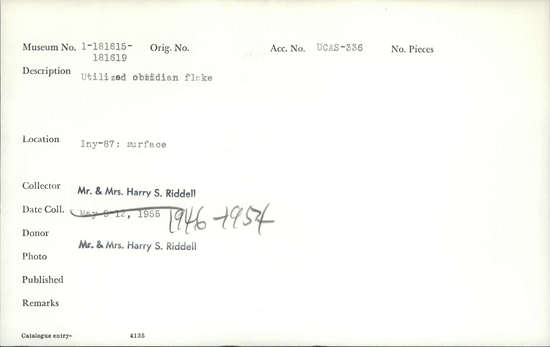 Museum No. 1-181615- Orig. No. Acc. No. UCAS-336 No. Pieces
181619
Description Utilized obsidian flake
Location Iny-87: surface
Collector Mr. & Mrs. Harry S. Riddell
Date Coll. May 12, 1955 1946-1954
Donor Mr. & Mrs. Harry S. Riddell
Photo
Published
Remarks
Catalogue entry- 4135